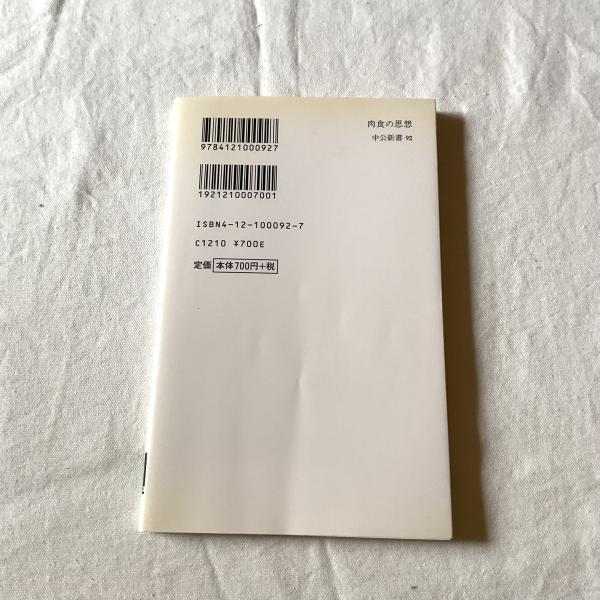 肉食の思想
中公新書 92
9784121000927
1921210007001
ISBN4-12-100092-7
C1210 ¥700E
定価 本体700円+税